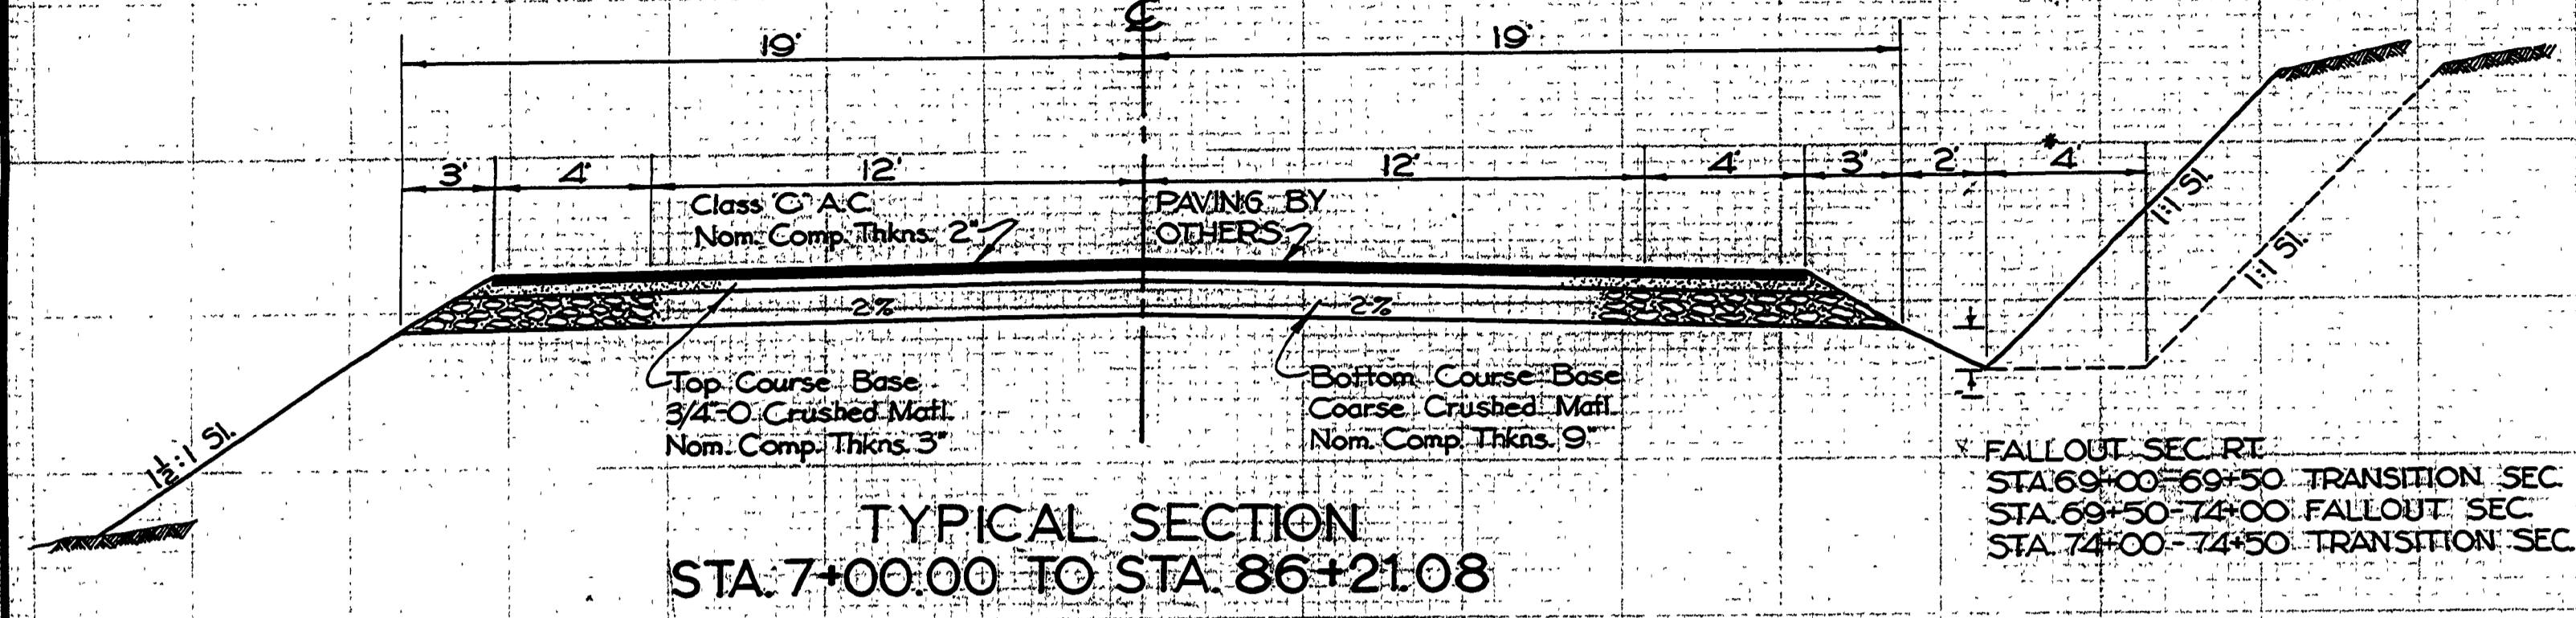 ℄
19'
19'
3'
4'
12'
12'
4'
3'
2'
*
4'
Class "C" A.C.
Nom. Comp. Thkns. 2"
PAVING BY
OTHERS
1:1 Sl.
1:1 Sl.
2%
2%
Top Course Base
3/4"-0 Crushed Matl.
Nom. Comp. Thkns. 3"
Bottom Course Base
Coarse Crushed Matl.
Nom. Comp. Thkns. 9"
1½:1 Sl.
* FALLOUT SEC. RT.
STA. 69+00-69+50 TRANSITION SEC.
STA. 69+50-74+00 FALLOUT SEC.
STA. 74+00-74+50 TRANSITION SEC.
TYPICAL SECTION
STA. 7+00.00 TO STA. 86+21.08